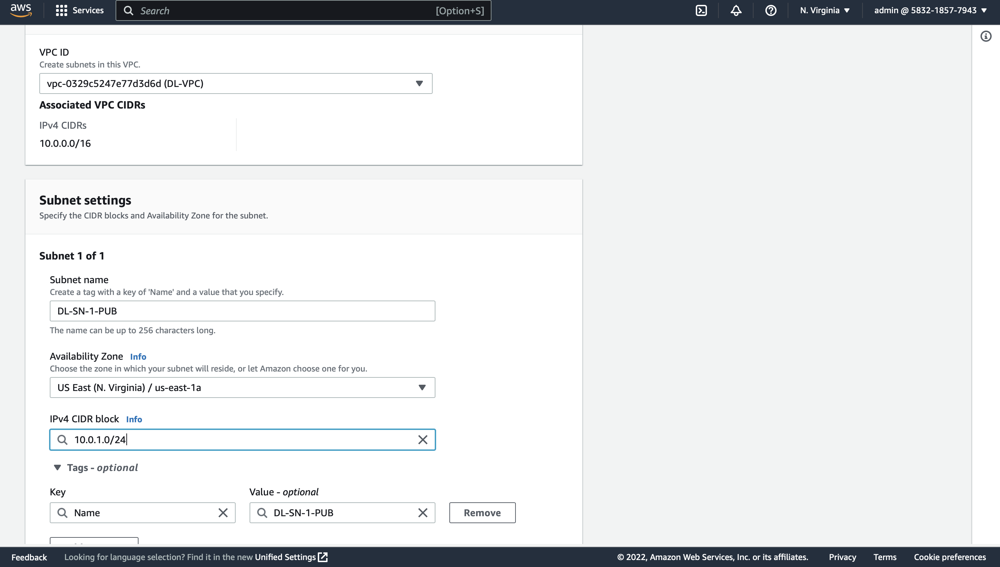 aws Services Search [Option+S] N. Virginia ▼ admin @ 5832-1857-7943 ▼
VPC ID
Create subnets in this VPC.
vpc-0329c5247e77d3d6d (DL-VPC)
Associated VPC CIDRs
IPv4 CIDRs
10.0.0.0/16
Subnet settings
Specify the CIDR blocks and Availability Zone for the subnet.
Subnet 1 of 1
Subnet name
Create a tag with a key of 'Name' and a value that you specify.
DL-SN-1-PUB
The name can be up to 256 characters long.
Availability Zone Info
Choose the zone in which your subnet will reside, or let Amazon choose one for you.
US East (N. Virginia) / us-east-1a
IPv4 CIDR block Info
10.0.1.0/24
Tags - optional
Key Value - optional
Name DL-SN-1-PUB Remove
Feedback Looking for language selection? Find it in the new Unified Settings © 2022, Amazon Web Services, Inc. or its affiliates. Privacy Terms Cookie preferences